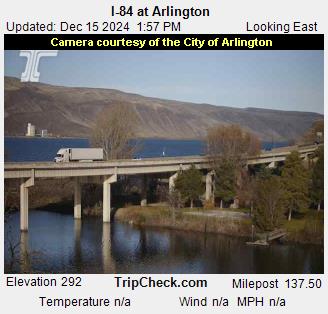 I-84 at Arlington
Updated: Dec 15 2024 1:57 PM Looking East
Camera courtesy of the City of Arlington
Elevation 292 TripCheck.com Milepost 137.50
Temperature n/a Wind n/a MPH n/a